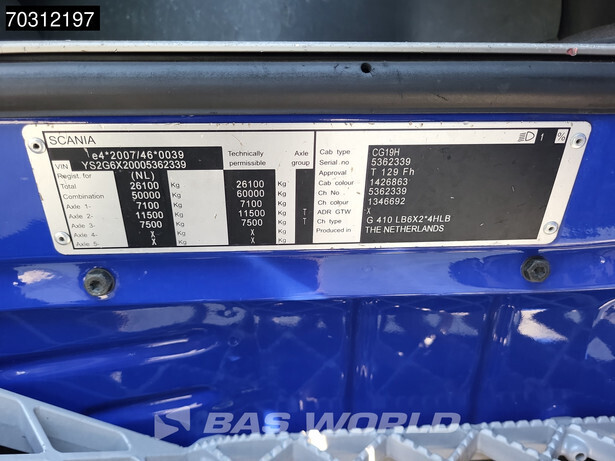 70312197
SCANIA
e4*2007/46*0039
VIN YS2G6X20005362339
Technically permissible Axle group
Regist. for (NL)
Total 26100 Kg 26100 Kg
Combination 50000 Kg 60000 Kg
Axle 1- 7100 Kg 7100 Kg
Axle 2- 11500 Kg 11500 Kg T
Axle 3- 7500 Kg 7500 Kg T
Axle 4- X Kg X Kg
Axle 5- X Kg X Kg
1 %
Cab type CG19H
Serial no 5362339
Approval T 129 Fh
Cab colour 1426863
Ch No 5362339
Ch colour 1346692
ADR GTW X
Ch type G 410 LB6X2*4HLB
Produced in THE NETHERLANDS
BAS WORLD